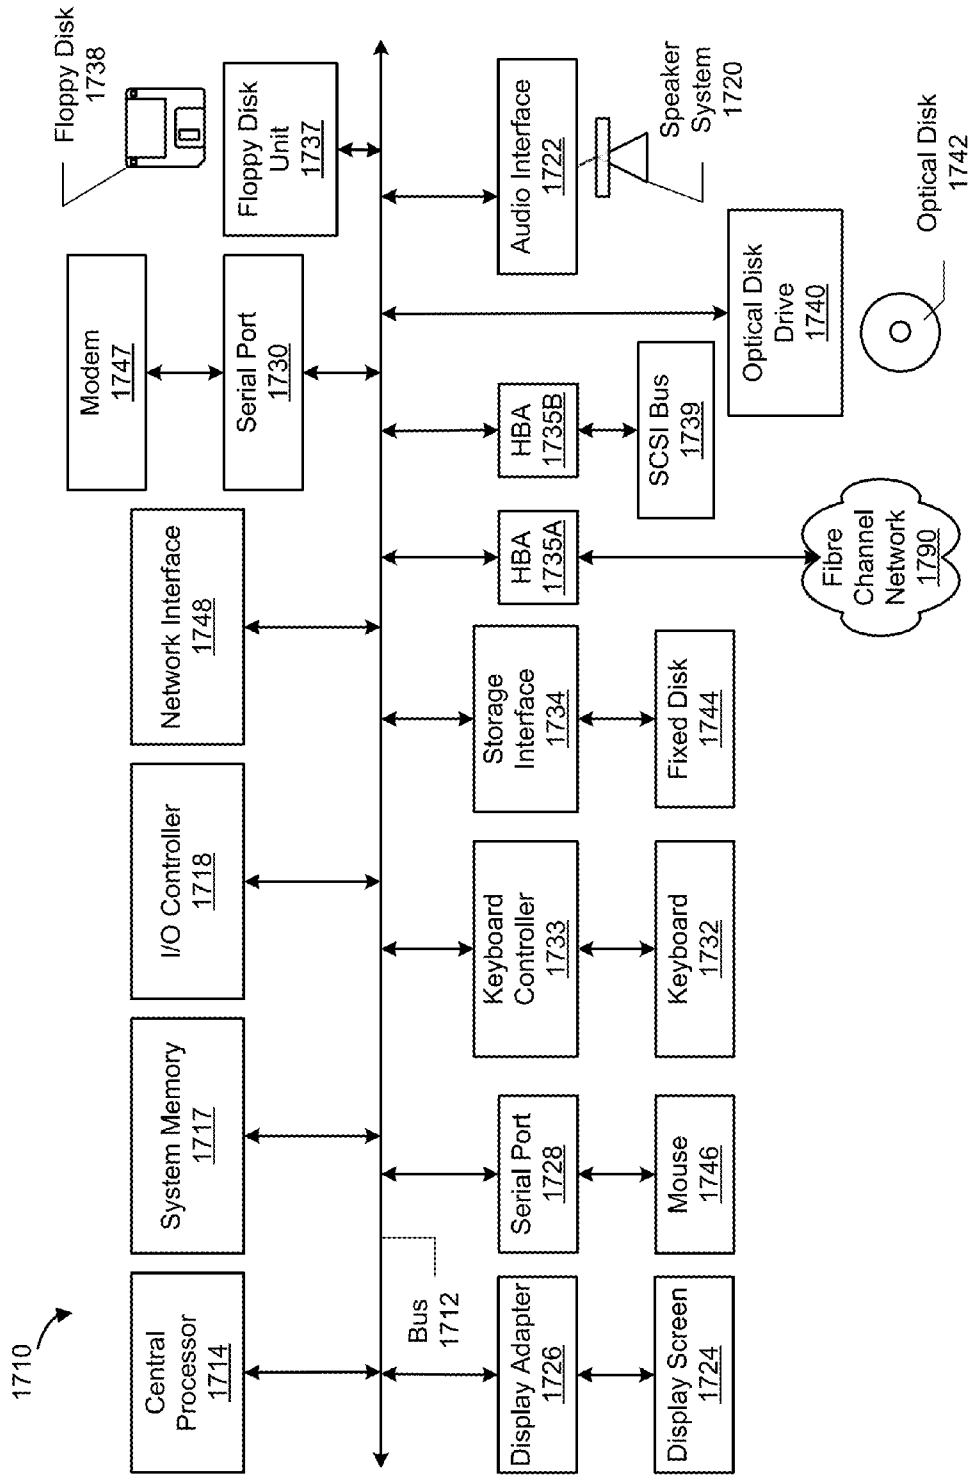 1710
Central
Processor
1714
System Memory
1717
I/O Controller
1718
Network Interface
1748
Modem
1747
Serial Port
1730
Floppy Disk
1738
Floppy Disk
Unit
1737
Bus
1712
Display Adapter
1726
Display Screen
1724
Serial Port
1728
Mouse
1746
Keyboard
Controller
1733
Keyboard
1732
Storage
Interface
1734
Fixed Disk
1744
HBA
1735A
Fibre
Channel
Network
1790
HBA
1735B
SCSI Bus
1739
Optical Disk
Drive
1740
Optical Disk
1742
Audio Interface
1722
Speaker
System
1720